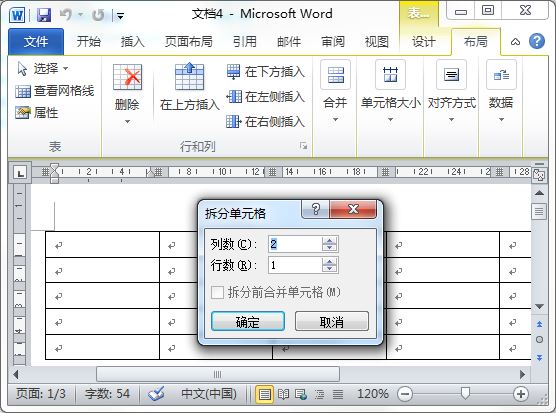 文档4 - Microsoft Word
表...
文件 开始 插入 页面布局 引用 邮件 审阅 视图 设计 布局
选择
查看网格线
属性
表
删除
在上方插入
在下方插入
在左侧插入
在右侧插入
行和列
合并
单元格大小
对齐方式
数据
2 4 6 8 10 12 14 16 18 20 22 24 26 28
拆分单元格
列数(C): 2
行数(R): 1
拆分前合并单元格(M)
确定 取消
页面: 1/3 字数: 54 中文(中国) 120%